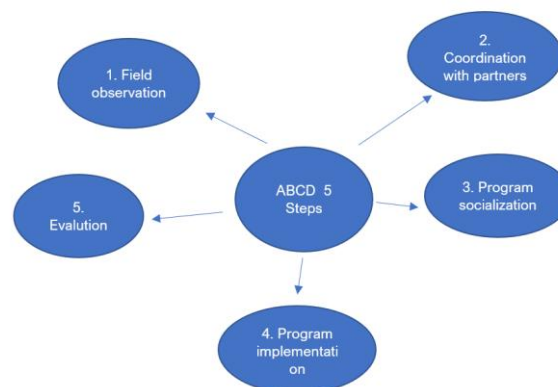 1. Field
observation
2.
Coordination
with partners
ABCD 5
Steps
3. Program
socialization
5.
Evalution
4. Program
implementati
on